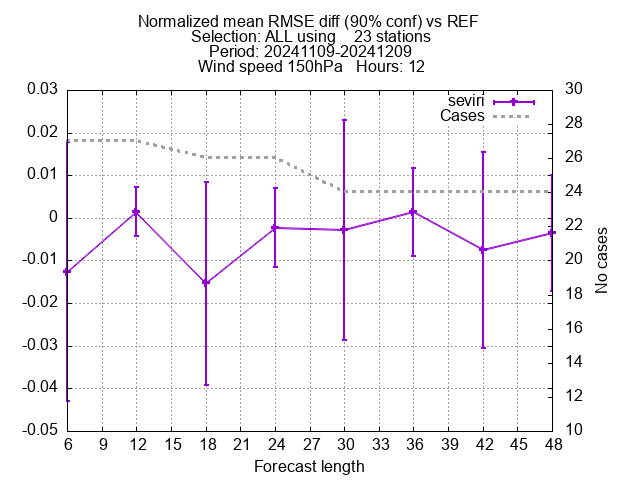 Normalized mean RMSE diff (90% conf) vs REF
Selection: ALL using    23 stations
Period: 20241109-20241209
Wind speed 150hPa   Hours: 12
seviri
Cases
0.03
0.02
0.01
0
-0.01
-0.02
-0.03
-0.04
-0.05
30
28
26
24
22
20
18
16
14
12
10
No cases
6 9 12 15 18 21 24 27 30 33 36 39 42 45 48
Forecast length